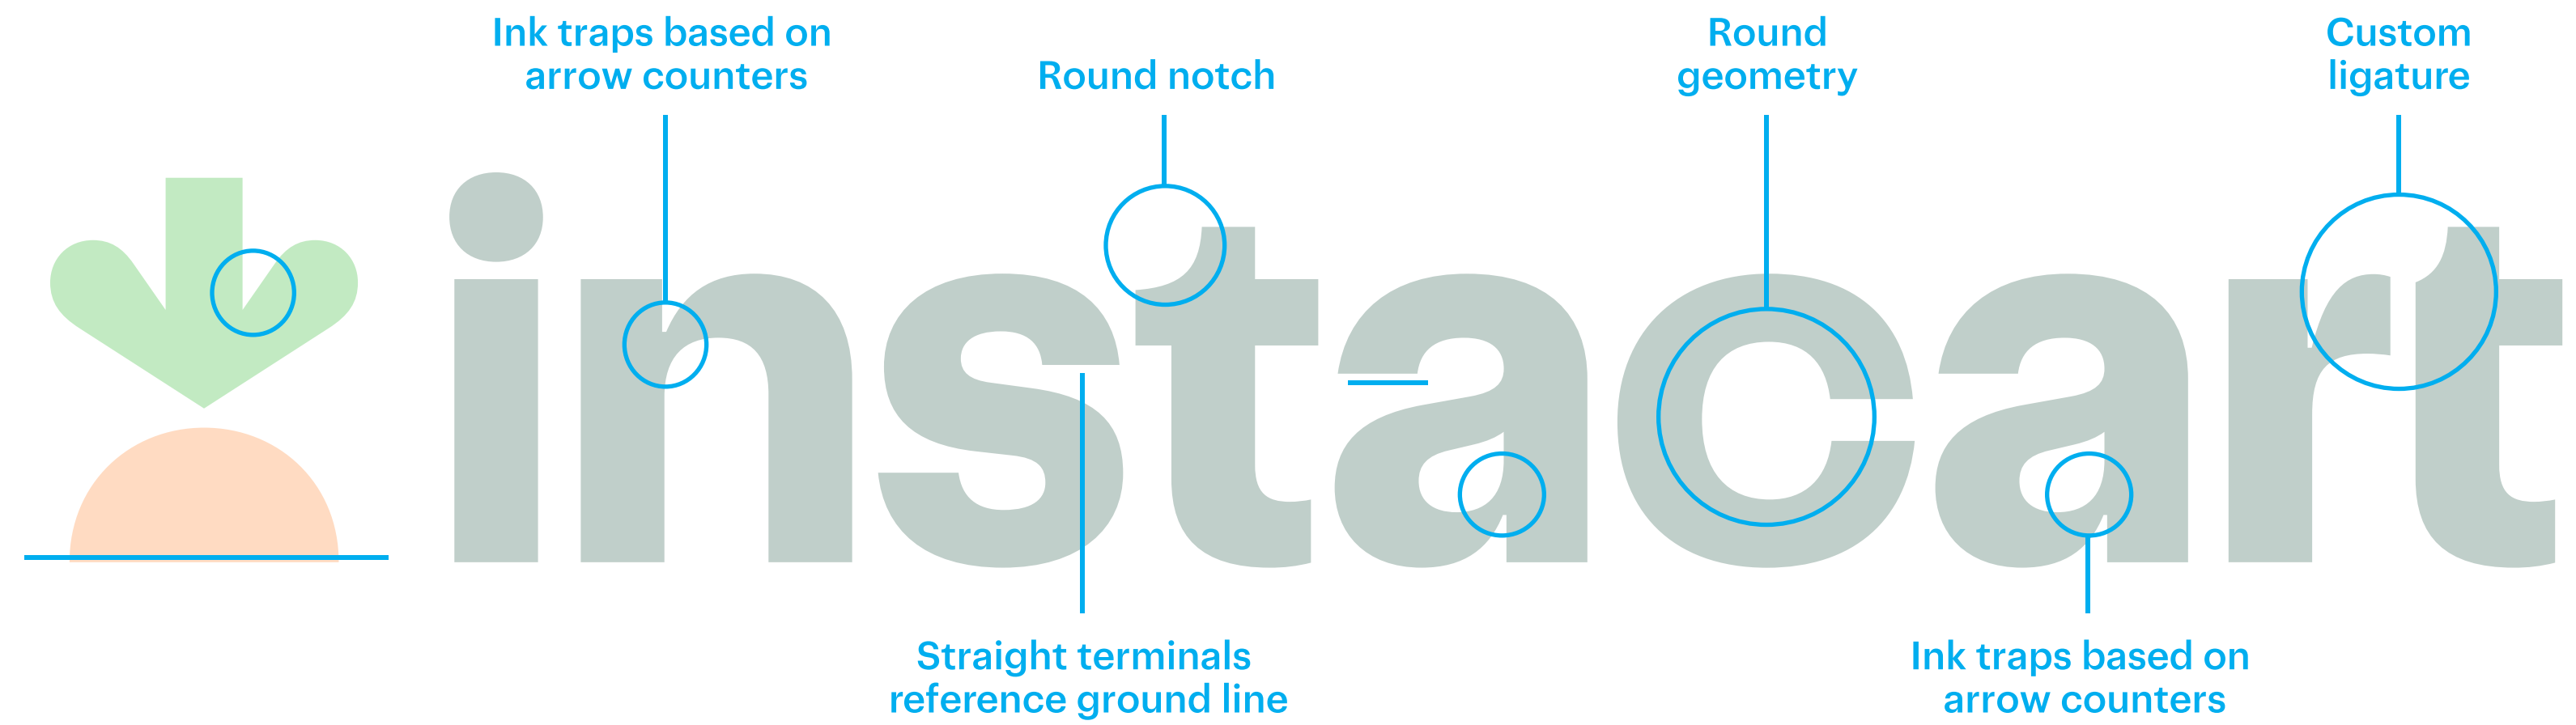 Ink traps based on
arrow counters
Round notch
Round
geometry
Custom
ligature
instacart
Straight terminals
reference ground line
Ink traps based on
arrow counters